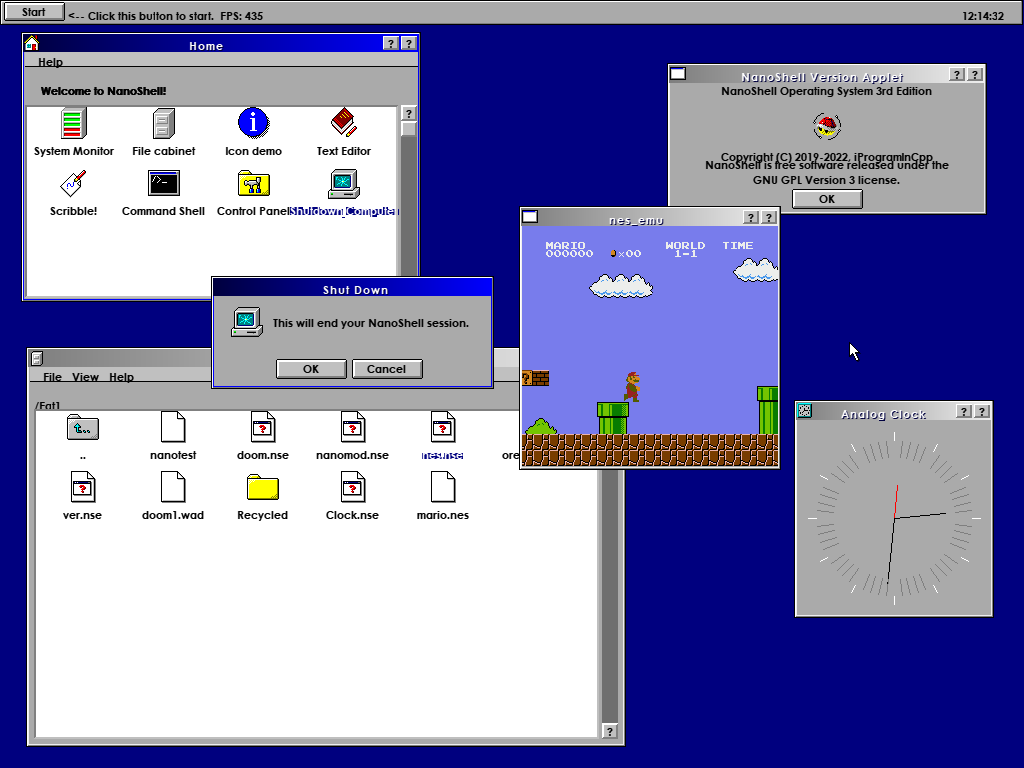 Start
<-- Click this button to start. FPS: 435
12:14:32
Home
? ?
Help
Welcome to NanoShell!
?
System Monitor
File cabinet
Icon demo
Text Editor
Scribble!
Command Shell
Control Panel
Shutdown Computer
NanoShell Version Applet
? ?
NanoShell Operating System 3rd Edition
Copyright (C) 2019-2022, iProgramInCpp
NanoShell is free software released under the
GNU GPL Version 3 license.
OK
nes_emu
? ?
MARIO
WORLD
TIME
000000
×00
1-1
?
Shut Down
This will end your NanoShell session.
OK
Cancel
File View Help
/Fat1
..
nanotest
doom.nse
nanomod.nse
nes.nse
ver.nse
doom1.wad
Recycled
Clock.nse
mario.nes
?
Analog Clock
? ?